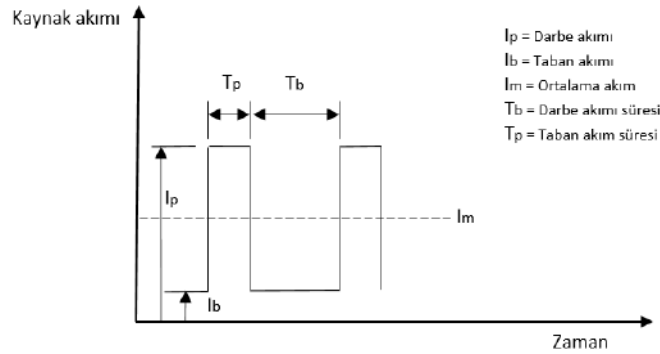 Kaynak akımı
Ip = Darbe akımı
Ib = Taban akımı
Im = Ortalama akım
Tb = Darbe akımı süresi
Tp = Taban akım süresi
Tp
Tb
Ip
Im
Ib
Zaman